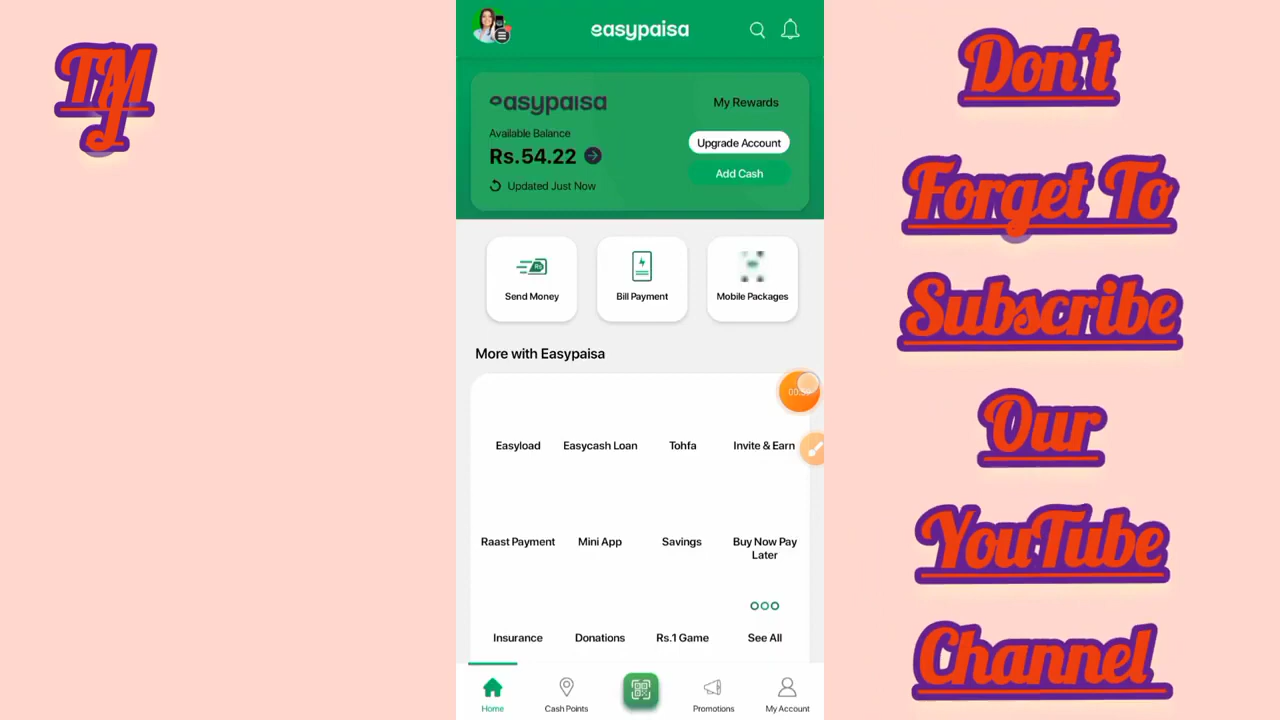 TMJ
easypaisa
easypaisa
My Rewards
Available Balance
Upgrade Account
Rs.54.22
Add Cash
Updated Just Now
Send Money
Bill Payment
Mobile Packages
More with Easypaisa
Easyload
Easycash Loan
Tohfa
Invite & Earn
Raast Payment
Mini App
Savings
Buy Now Pay
Later
Insurance
Donations
Rs.1 Game
See All
Home
Cash Points
Promotions
My Account
Don't
Forget To
Subscribe
Our
YouTube
Channel